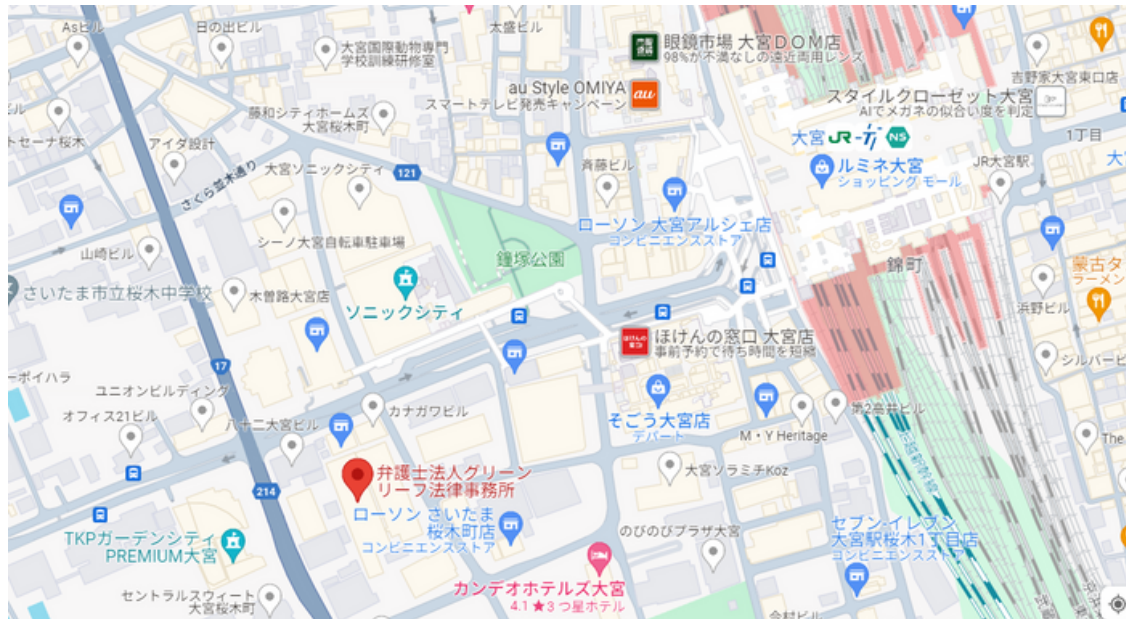 Asビル
日の出ビル
太盛ビル
大宮国際動物専門
学校訓練研修室
眼鏡市場 大宮DOM店
98%が不満なしの遠近両用レンズ
au Style OMIYA
スマートテレビ発売キャンペーン
au
吉野家大宮東口店
スタイルクローゼット大宮
AIでメガネの似合い度を判定
藤和シティホームズ
大宮桜木町
トセーナ桜木
アイダ設計
大宮 JR
NS
1丁目
さくら並木通り
大宮ソニックシティ
121
斉藤ビル
ルミネ大宮
ショッピング モール
JR大宮駅
ローソン 大宮アルシェ店
コンビニエンスストア
シーノ大宮自転車駐車場
山崎ビル
鐘塚公園
錦町
蒙古タ
ラーメン
さいたま市立桜木中学校
木曽路大宮店
ソニックシティ
浜野ビル
ほけんの
窓口
ほけんの窓口 大宮店
事前予約で待ち時間を短縮
シルバービ
17
ーボイハラ
ユニオンビルディング
オフィス21ビル
八十二大宮ビル
カナガワビル
そごう大宮店
デパート
第2高井ビル
M・Y Heritage
The
弁護士法人グリーン
リーフ法律事務所
大宮ソラミチKoz
214
ローソン さいたま
桜木町店
コンビニエンスストア
TKPガーデンシティ
PREMIUM大宮
のびのびプラザ大宮
セブン-イレブン
大宮駅桜木1丁目店
コンビニエンスストア
カンデオホテルズ大宮
4.1★3 つ星ホテル
セントラルスウィート
大宮桜木町
今村ビル